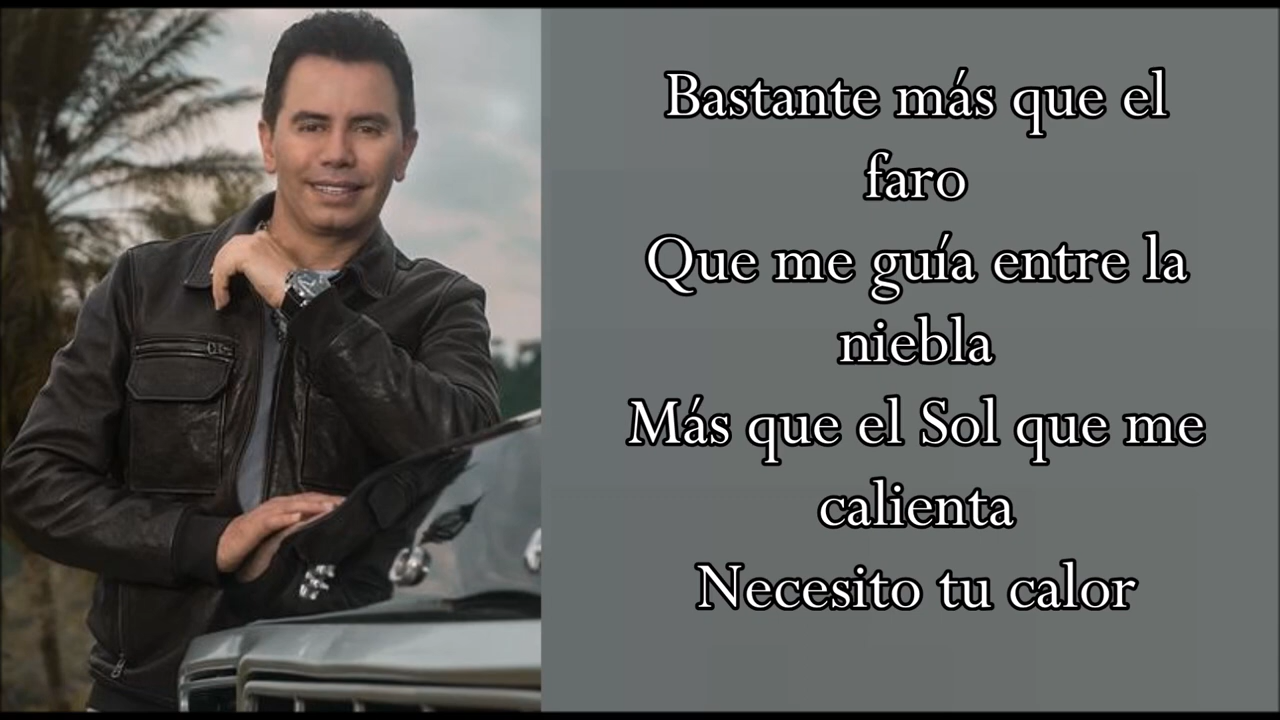 Bastante más que el
faro
Que me guía entre la
niebla
Más que el Sol que me
calienta
Necesito tu calor